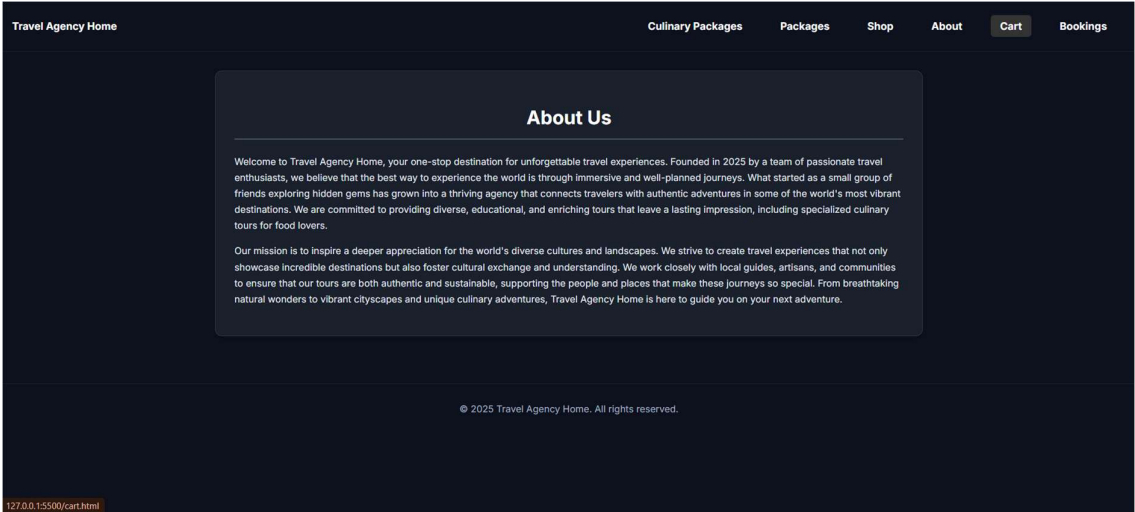 Travel Agency Home
Culinary Packages
Packages
Shop
About
Cart
Bookings
About Us
Welcome to Travel Agency Home, your one-stop destination for unforgettable travel experiences. Founded in 2025 by a team of passionate travel
enthusiasts, we believe that the best way to experience the world is through immersive and well-planned journeys. What started as a small group of
friends exploring hidden gems has grown into a thriving agency that connects travelers with authentic adventures in some of the world's most vibrant
destinations. We are committed to providing diverse, educational, and enriching tours that leave a lasting impression, including specialized culinary
tours for food lovers.
Our mission is to inspire a deeper appreciation for the world's diverse cultures and landscapes. We strive to create travel experiences that not only
showcase incredible destinations but also foster cultural exchange and understanding. We work closely with local guides, artisans, and communities
to ensure that our tours are both authentic and sustainable, supporting the people and places that make these journeys so special. From breathtaking
natural wonders to vibrant cityscapes and unique culinary adventures, Travel Agency Home is here to guide you on your next adventure.
© 2025 Travel Agency Home. All rights reserved.
127.0.0.1:5500/cart.html